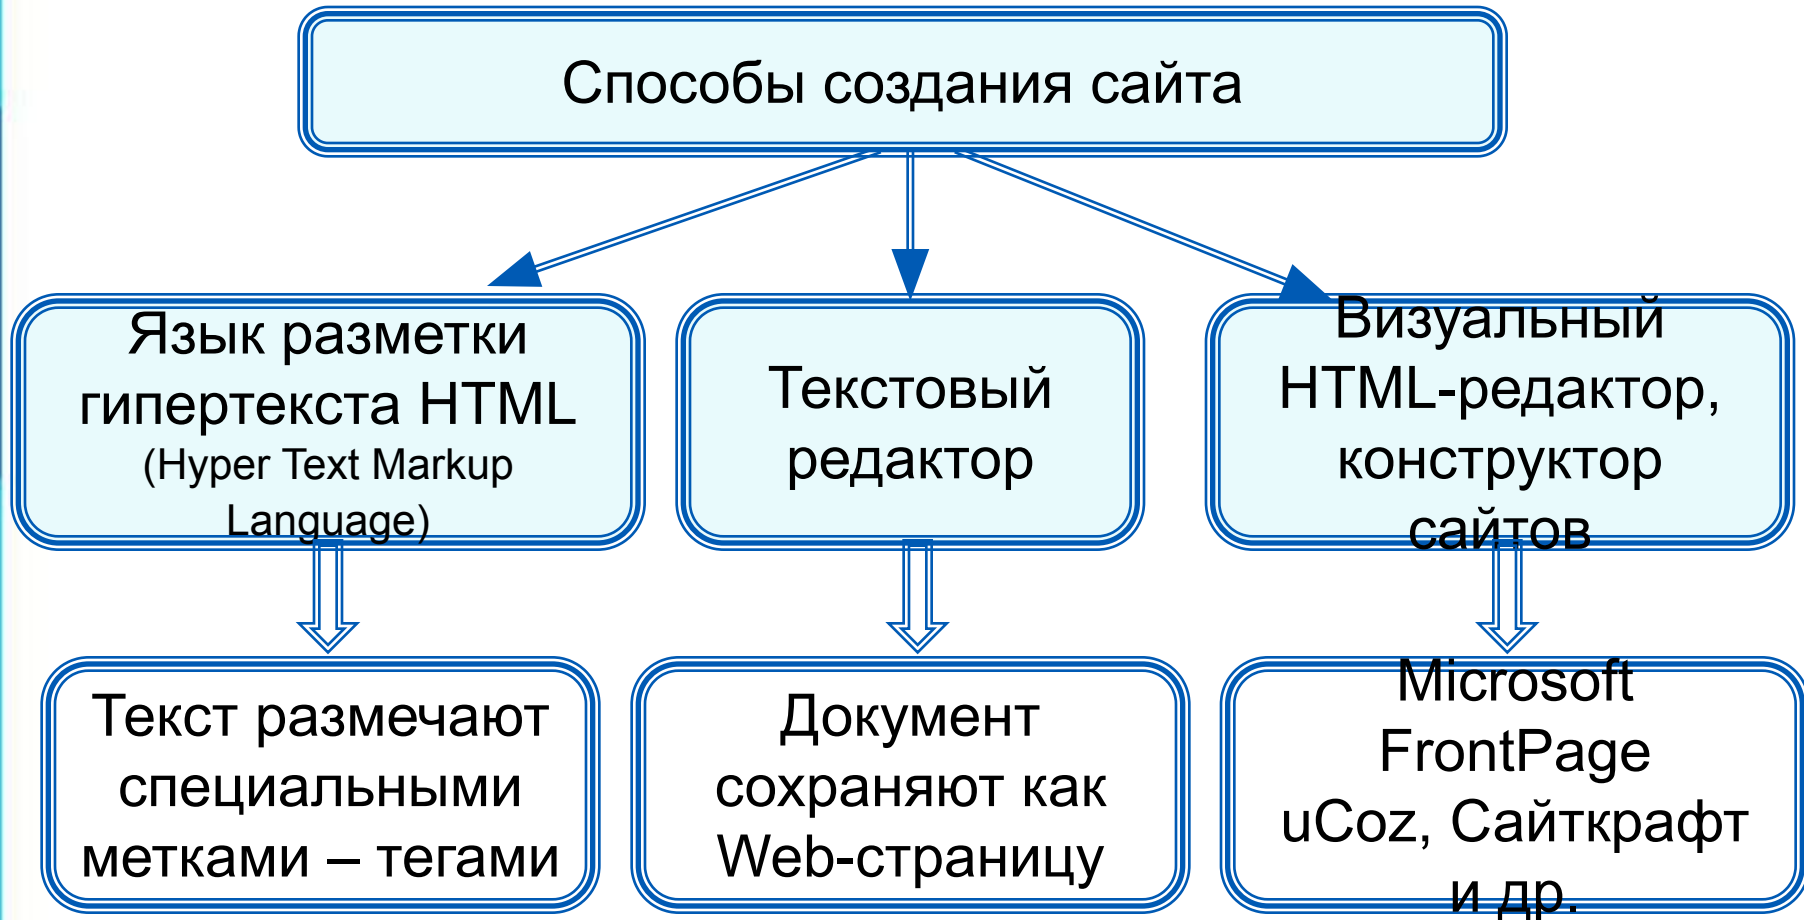 Способы создания сайта
Язык разметки
гипертекста HTML
(Hyper Text Markup
Language)
Текстовый
редактор
Визуальный
HTML-редактор,
конструктор
сайтов
Текст размечают
специальными
метками – тегами
Документ
сохраняют как
Web-страницу
Microsoft
FrontPage
uCoz, Сайткрафт
и др.